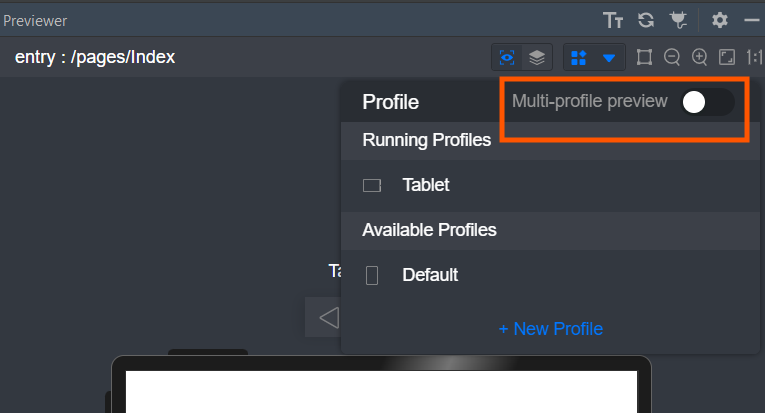 Previewer
Tт
entry : /pages/Index
1:1
Profile
Multi-profile preview
Running Profiles
Tablet
Available Profiles
Ta
Default
+ New Profile